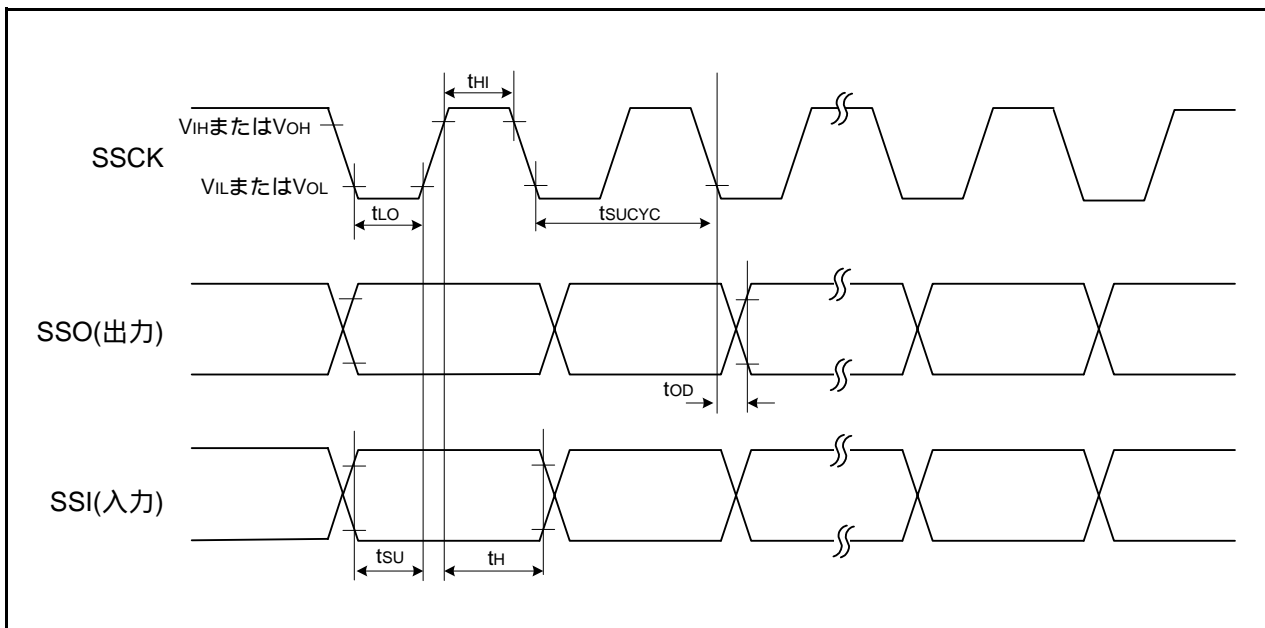 tHI
VIHまたはVOH
SSCK
VILまたはVOL
tLO
tSUCYC
SSO(出力)
tOD
SSI(入力)
tSU
tH